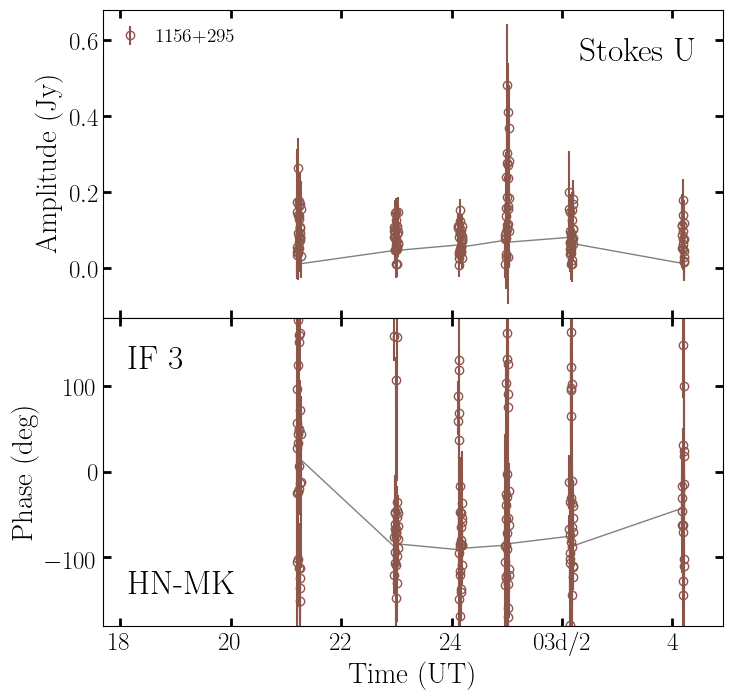 1156+295
Stokes U
0.6
0.4
0.2
0.0
Amplitude (Jy)
IF 3
100
0
−100
Phase (deg)
HN-MK
18 20 22 24 03d/2 4
Time (UT)